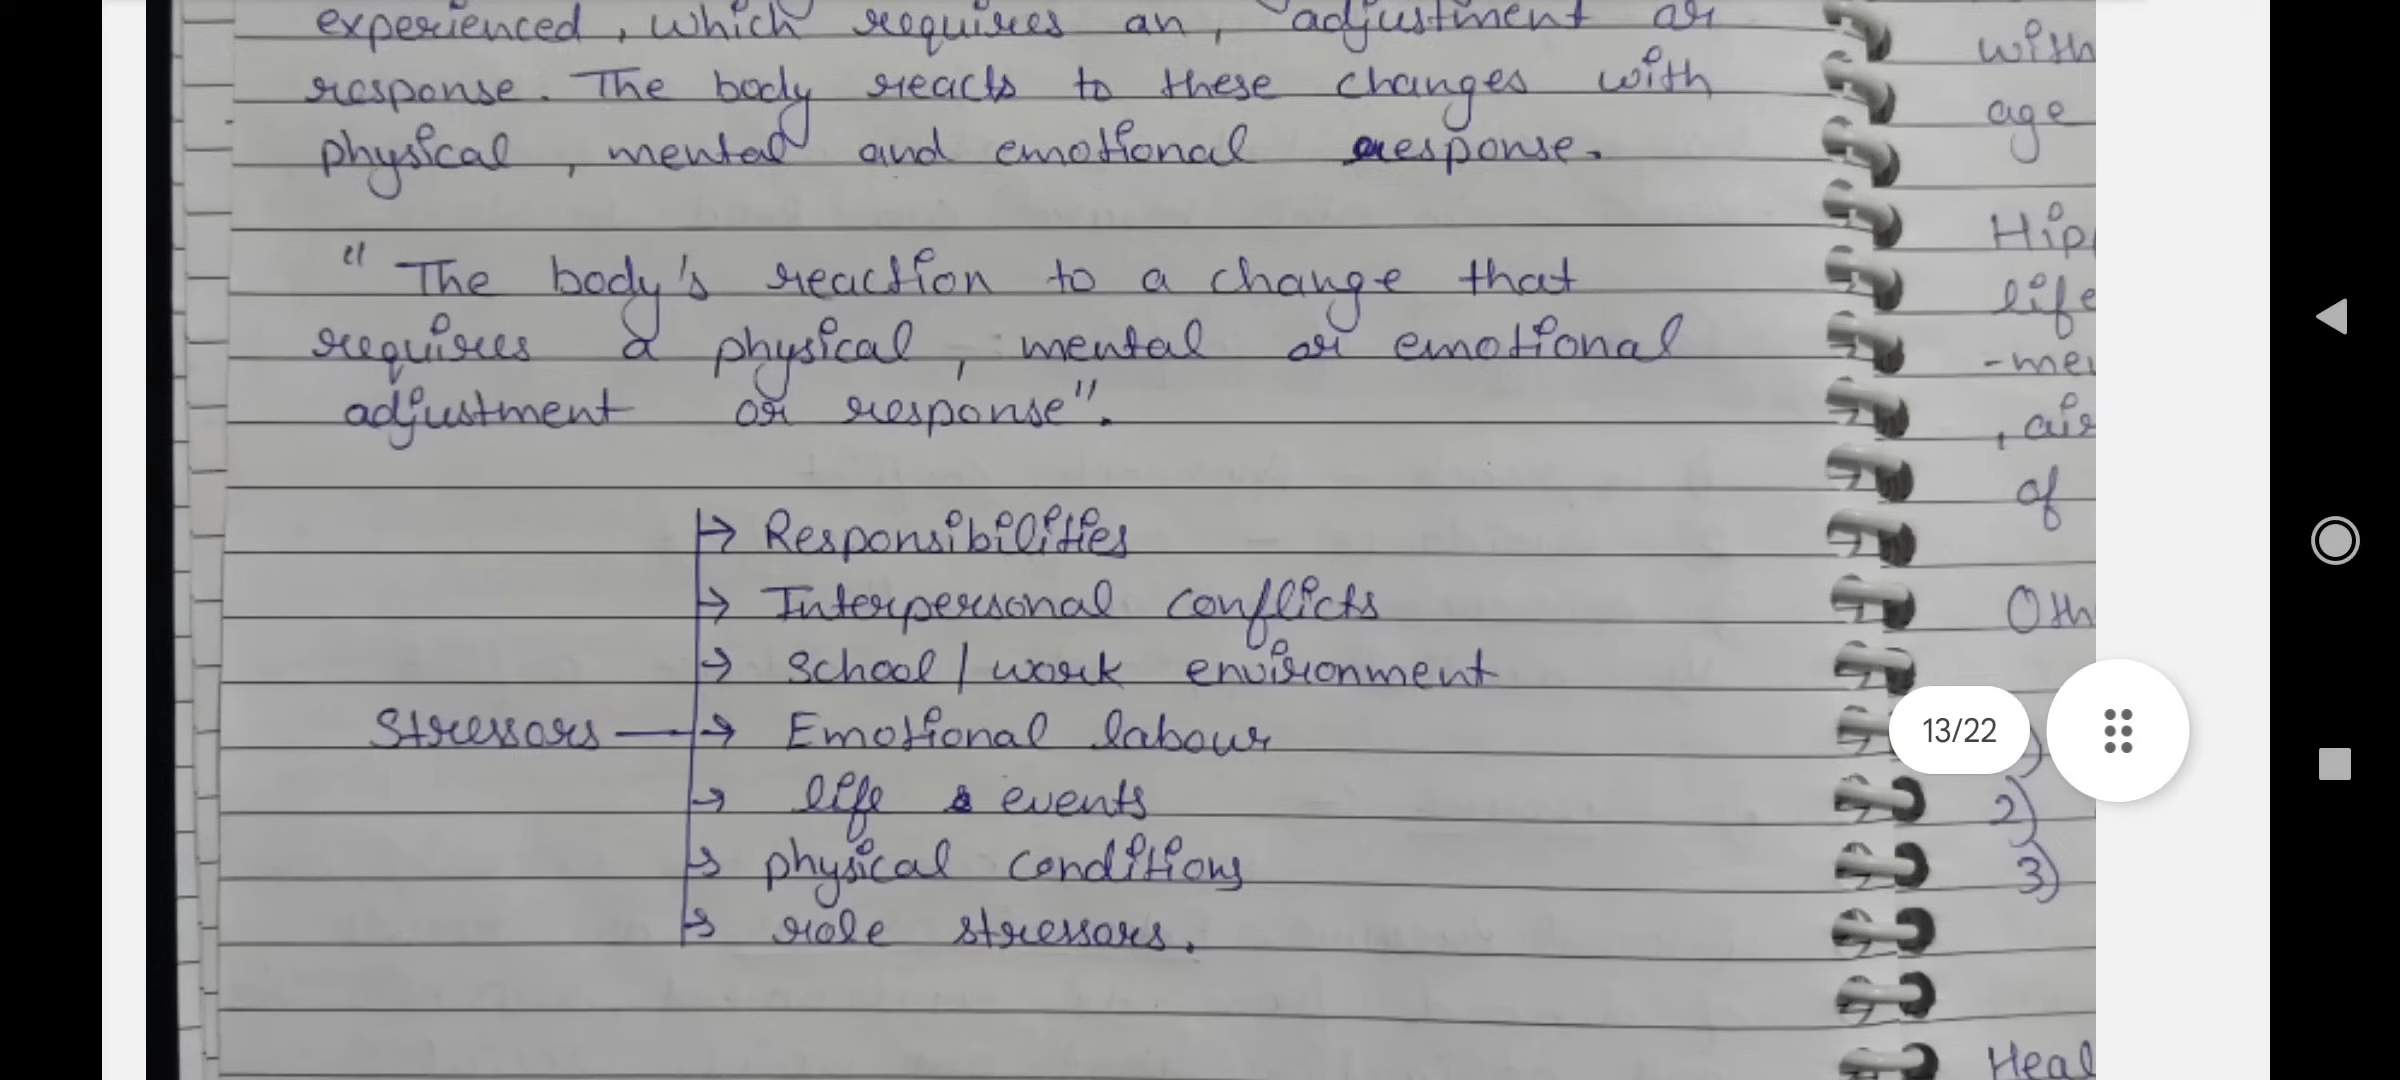 experienced, which requires an, adjustment or
response. The body reacts to these changes with
physical, mental and emotional response.
"The body's reaction to a change that
requires a physical, mental or emotional
adjustment or response".
Responsibilities
Interpersonal conflicts
School / work environment
Stressors → Emotional labour
life events
physical conditions
role stressors.
with
age
life
of
2)
3)
13/22